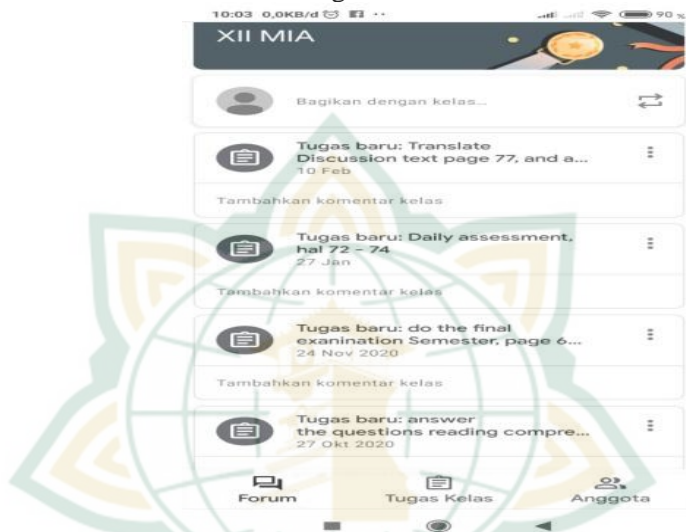 10:03 0,0KB/d
90 %
XII MIA
Bagikan dengan kelas...
Tugas baru: Translate
Discussion text page 77, and a...
10 Feb
Tambahkan komentar kelas
Tugas baru: Daily assessment,
hal 72 - 74
27 Jan
Tambahkan komentar kelas
Tugas baru: do the final
exanination Semester, page 6...
24 Nov 2020
Tambahkan komentar kelas
Tugas baru: answer
the questions reading compre...
27 Okt 2020
Forum
Tugas Kelas
Anggota